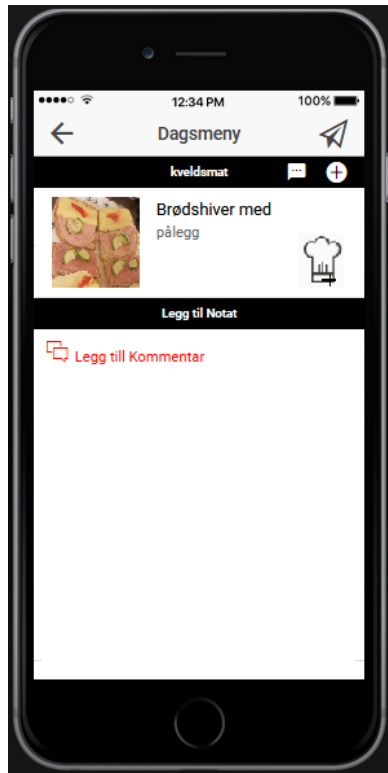 12:34 PM
100%
Dagsmeny
kveldsmat
Brødshiver med
pålegg
Legg til Notat
Legg till Kommentar